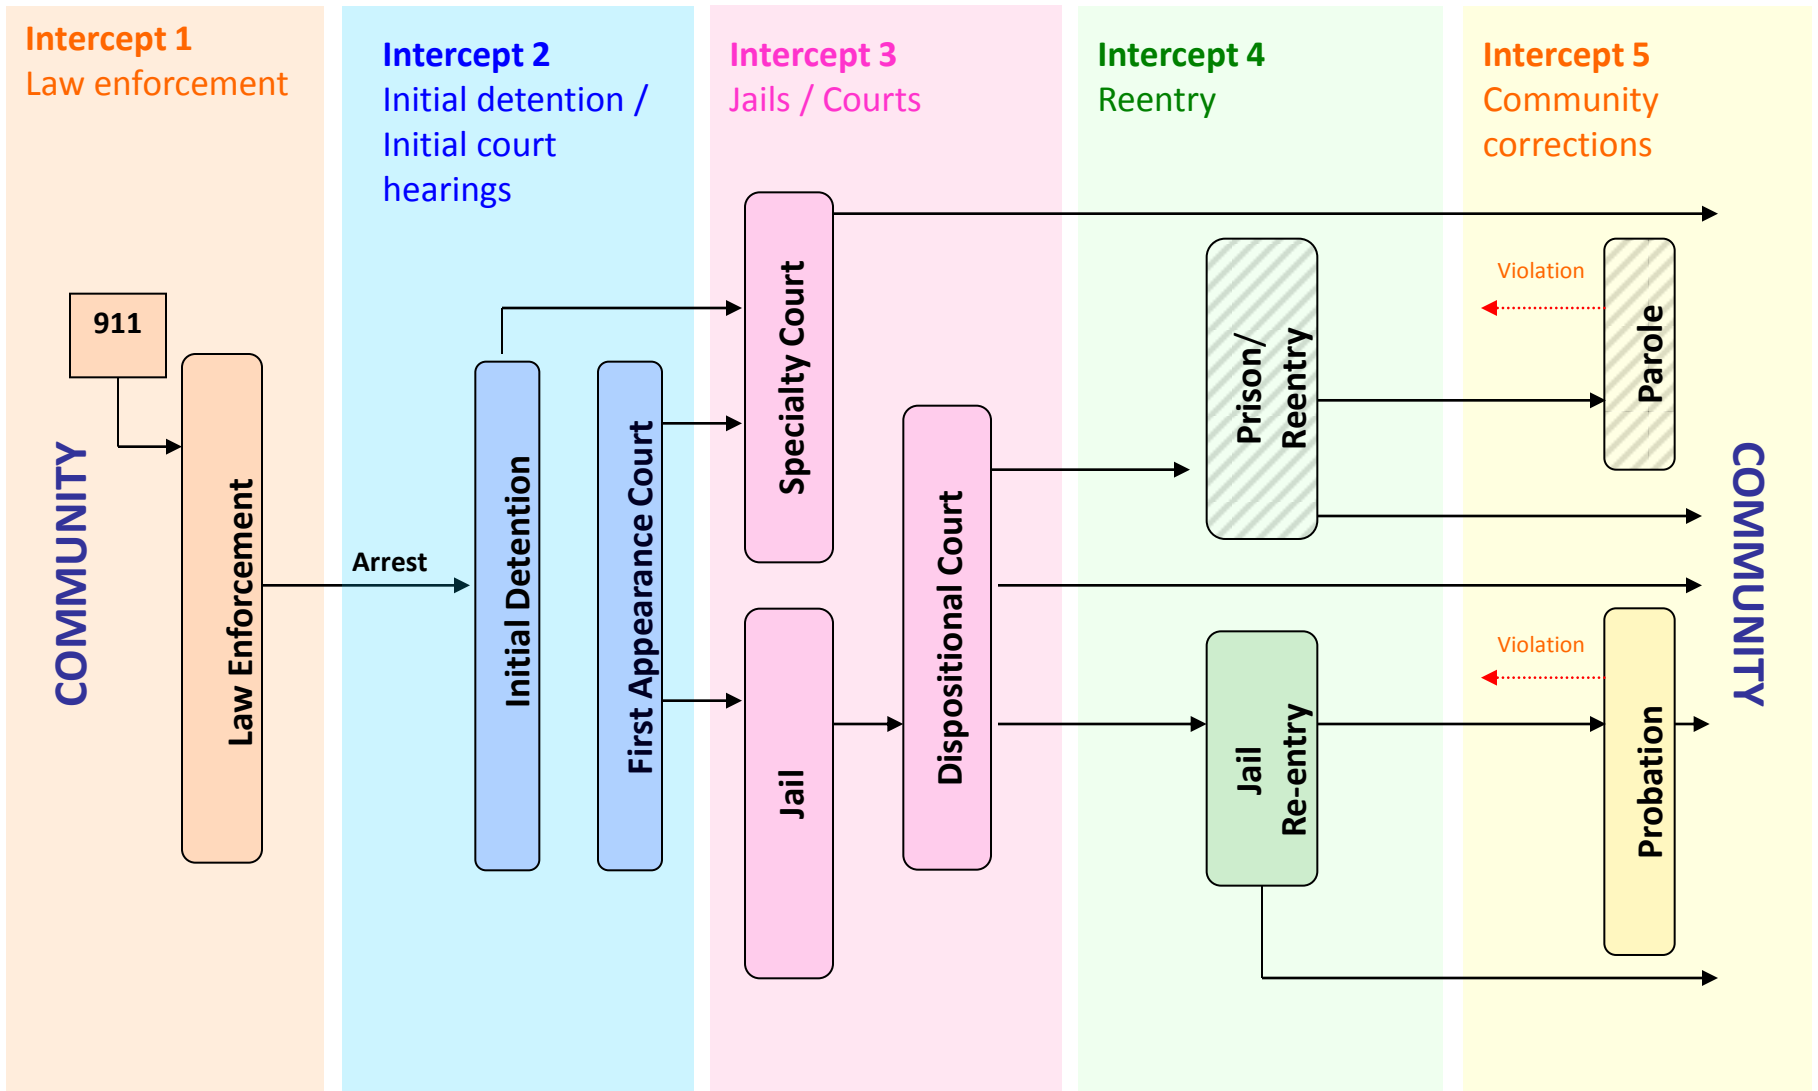 Intercept 1
Law enforcement
Intercept 2
Initial detention /
Initial court
hearings
Intercept 3
Jails / Courts
Intercept 4
Reentry
Intercept 5
Community
corrections
COMMUNITY
911
Law Enforcement
Arrest
Initial Detention
First Appearance Court
Specialty Court
Jail
Dispositional Court
Prison/
Reentry
Jail
Re-entry
Violation
Parole
Violation
Probation
COMMUNITY